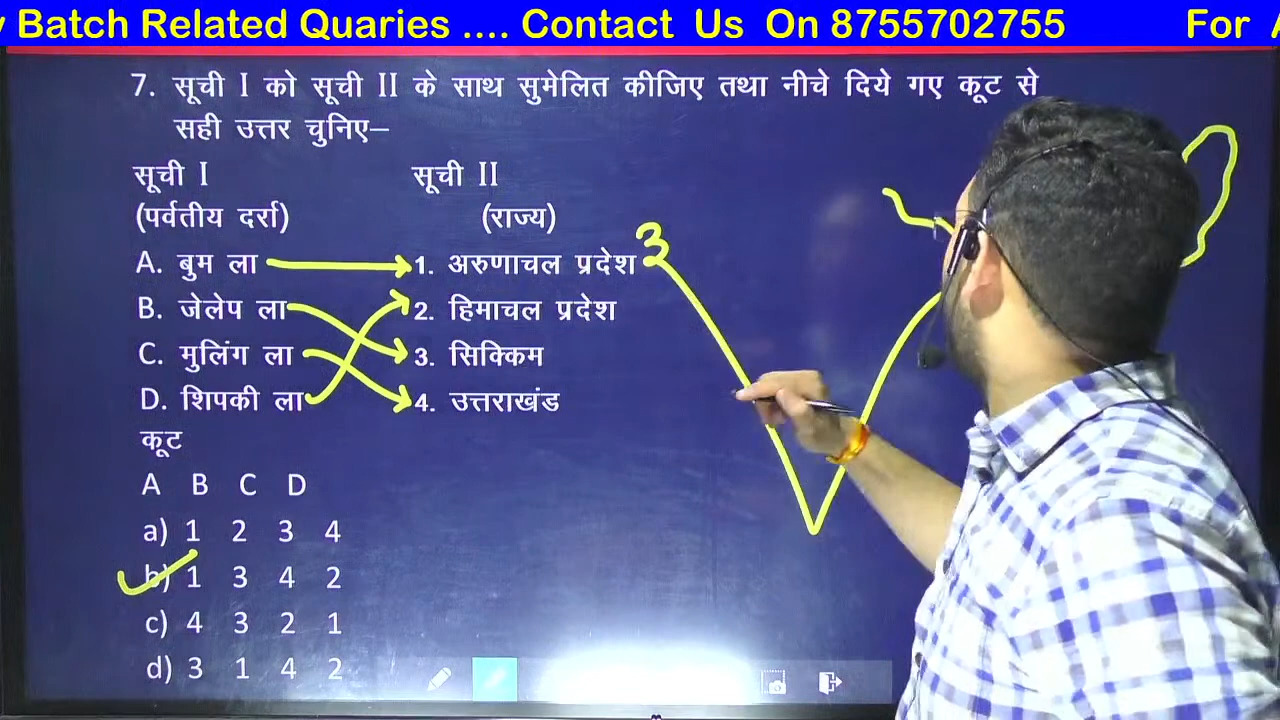 y Batch Related Quaries .... Contact Us On 8755702755 For
7. सूची I को सूची II के साथ सुमेलित कीजिए तथा नीचे दिये गए कूट से
सही उत्तर चुनिए–
सूची I सूची II
(पर्वतीय दर्रा) (राज्य)
A. बुम ला 1. अरुणाचल प्रदेश
B. जेलेप ला 2. हिमाचल प्रदेश
C. मुलिंग ला 3. सिक्किम
D. शिपकी ला 4. उत्तराखंड
कूट
A B C D
a) 1 2 3 4
b) 1 3 4 2
c) 4 3 2 1
d) 3 1 4 2